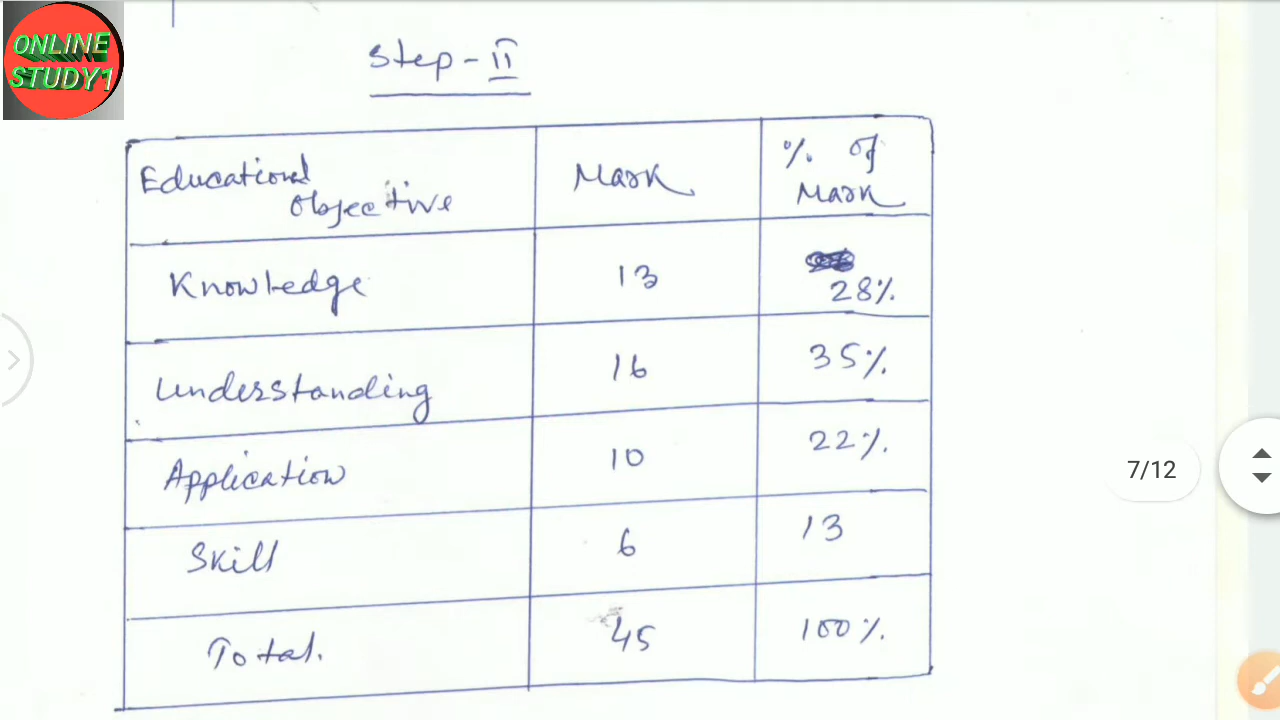 ONLINE
STUDY1
Step - II
Educational
Objective
Mark
% of
Mark
Knowledge
13
28%
Understanding
16
35%
Application
10
22%
Skill
6
13
Total.
45
100%
7/12